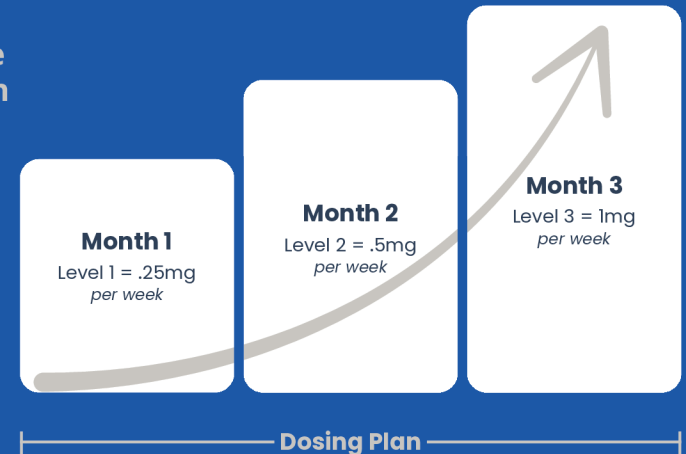 Month 1
Level 1 = .25mg
per week
Month 2
Level 2 = .5mg
per week
Month 3
Level 3 = 1mg
per week
Dosing Plan